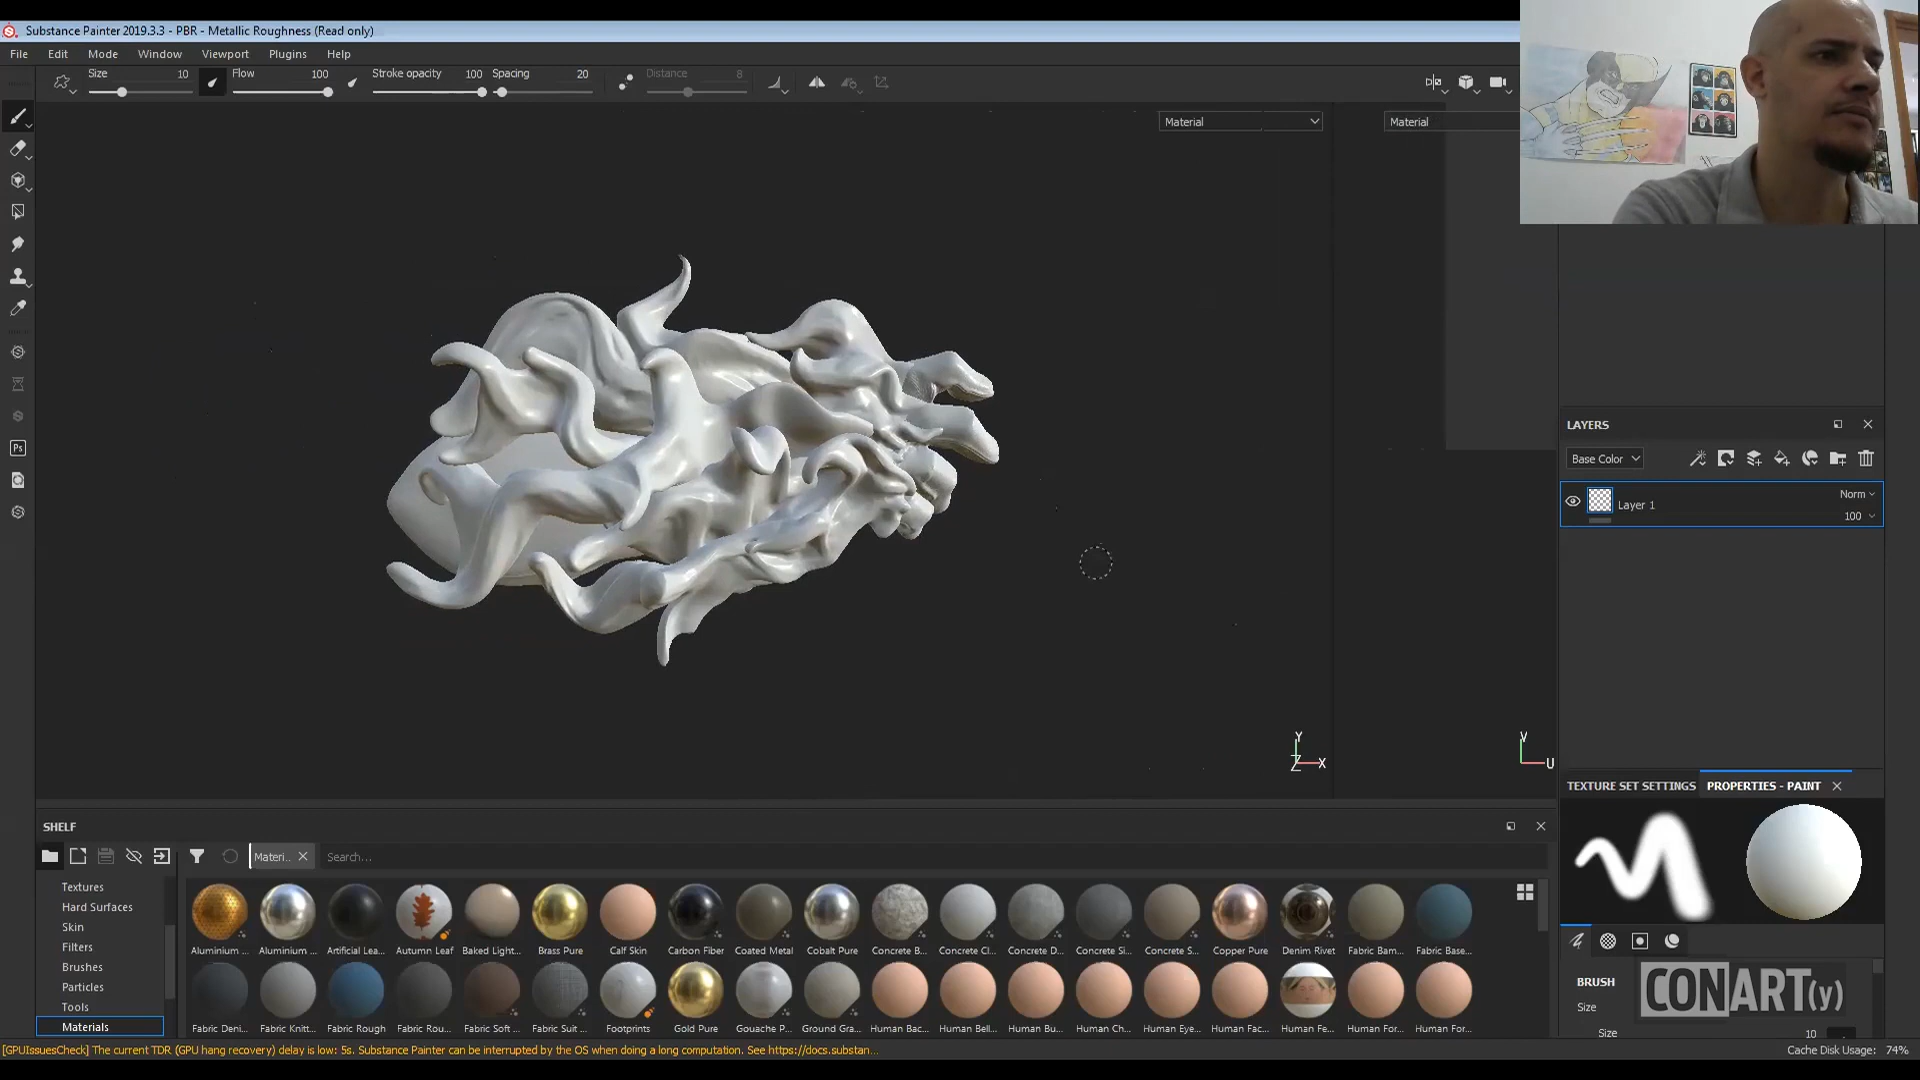 Substance Painter 2019.3.3 - PBR - Metallic Roughness (Read only)
File Edit Mode Window Viewport Plugins Help
Size 10 Flow 100 Stroke opacity 100 Spacing 20 Distance 8
Material Material
LAYERS
Base Color
Layer 1 Norm
100
Y
Z X
V
U
TEXTURE SET SETTINGS PROPERTIES - PAINT
SHELF
Materi.. Search...
Textures
Hard Surfaces
Skin
Filters
Brushes
Particles
Tools
Materials
Aluminium ... Aluminium ... Artificial Lea... Autumn Leaf Baked Light... Brass Pure Calf Skin Carbon Fiber Coated Metal Cobalt Pure Concrete B... Concrete Cl... Concrete D... Concrete Si... Concrete S... Copper Pure Denim Rivet Fabric Bam... Fabric Base...
Fabric Deni... Fabric Knitt... Fabric Rough Fabric Rou... Fabric Soft ... Fabric Suit ... Footprints Gold Pure Gouache P... Ground Gra... Human Bac... Human Bell... Human Bu... Human Ch... Human Eye... Human Fac... Human Fe... Human For... Human For...
Ps
BRUSH
Size
Size 10
CONART(y)
[GPUIssuesCheck] The current TDR (GPU hang recovery) delay is low: 5s. Substance Painter can be interrupted by the OS when doing a long computation. See https://docs.substan...
Cache Disk Usage: 74%